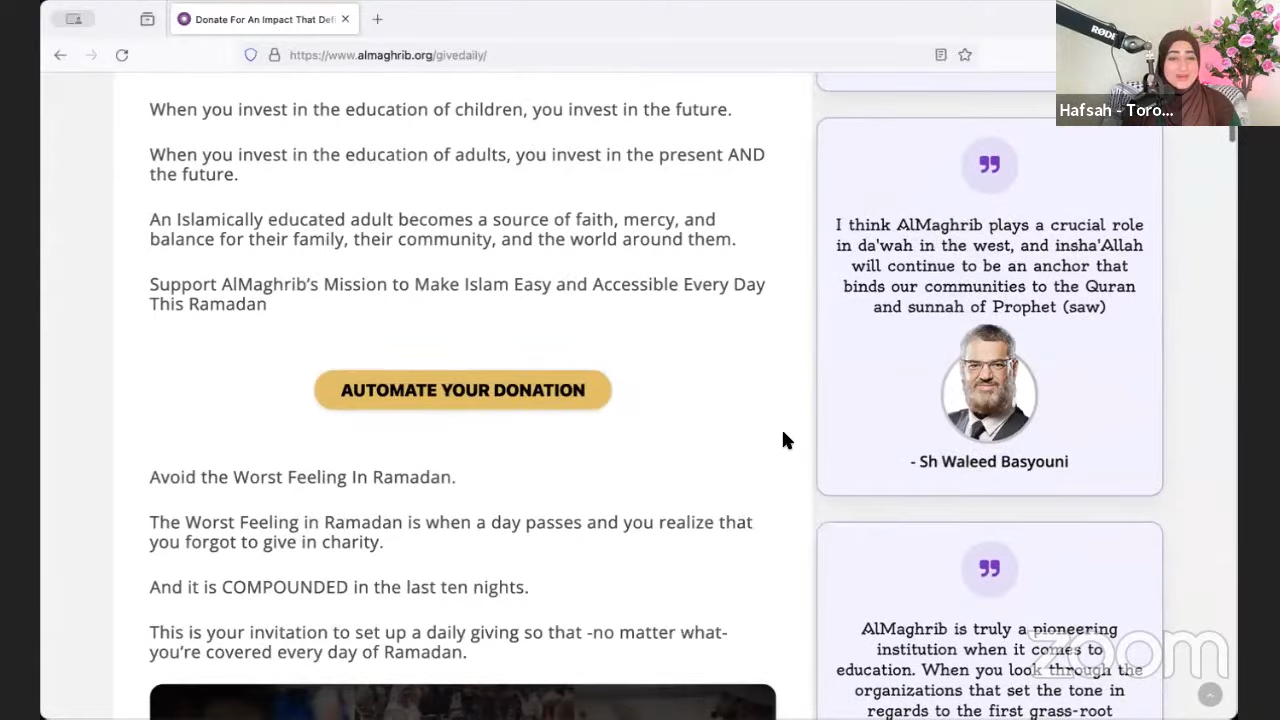 Donate For An Impact That Def
https://www.almaghrib.org/givedaily/
Hafsah - Toro...
When you invest in the education of children, you invest in the future.
When you invest in the education of adults, you invest in the present AND
the future.
An Islamically educated adult becomes a source of faith, mercy, and
balance for their family, their community, and the world around them.
Support AlMaghrib’s Mission to Make Islam Easy and Accessible Every Day
This Ramadan
AUTOMATE YOUR DONATION
Avoid the Worst Feeling In Ramadan.
The Worst Feeling in Ramadan is when a day passes and you realize that
you forgot to give in charity.
And it is COMPOUNDED in the last ten nights.
This is your invitation to set up a daily giving so that -no matter what-
you’re covered every day of Ramadan.
I think AlMaghrib plays a crucial role
in da'wah in the west, and insha'Allah
will continue to be an anchor that
binds our communities to the Quran
and sunnah of Prophet (saw)
- Sh Waleed Basyouni
AlMaghrib is truly a pioneering
institution when it comes to
education. When you look through the
organizations that set the tone in
regards to the first grass-root
zoom
RØDE